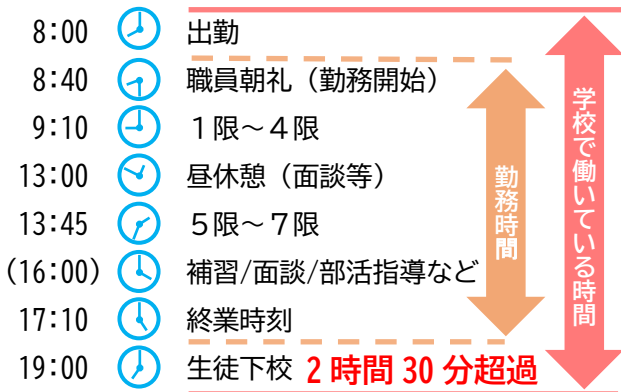 8:00 出勤
8:40 職員朝礼（勤務開始）
9:10 １限～４限
13:00 昼休憩（面談等）
13:45 ５限～７限
(16:00) 補習/面談/部活指導など
17:10 終業時刻
19:00 生徒下校 2時間30分超過
勤務時間
学校で働いている時間